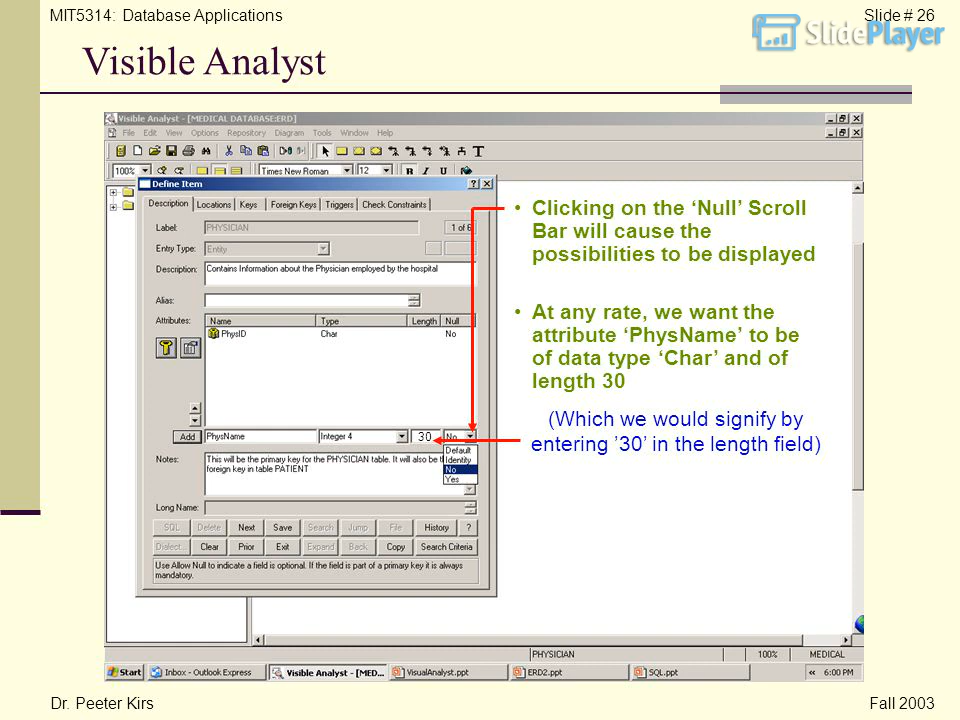 MIT5314: Database Applications
Slide # 26
SlidePlayer
Visible Analyst
Visible Analyst - [MEDICAL DATABASE:ERD]
File Edit View Options Repository Diagram Tools Window Help
100% Times New Roman 12 B I U
Define Item
Description Locations Keys Foreign Keys Triggers Check Constraints
Label: PHYSICIAN 1 of 6
Entry Type: Entity
Description: Contains Information about the Physician employed by the hospital
Alias:
Attributes: Name Type Length Null
PhysID Char No
Add PhysName Integer 4 30 No
Default
Identity
No
Yes
Notes: This will be the primary key for the PHYSICIAN table. It will also be th
foreign key in table PATIENT
Long Name:
SQL Delete Next Save Search Jump File History ?
Dialect... Clear Prior Exit Expand Back Copy Search Criteria
Use Allow Null to indicate a field is optional. If the field is part of a primary key it is always
mandatory.
• Clicking on the ‘Null’ Scroll
Bar will cause the
possibilities to be displayed
• At any rate, we want the
attribute ‘PhysName’ to be
of data type ‘Char’ and of
length 30
(Which we would signify by
entering ’30’ in the length field)
PHYSICIAN 100% MEDICAL
Start Inbox - Outlook Express Visible Analyst - [MED... VisualAnalyst.ppt ERD2.ppt SQL.ppt « 6:00 PM
Dr. Peeter Kirs
Fall 2003